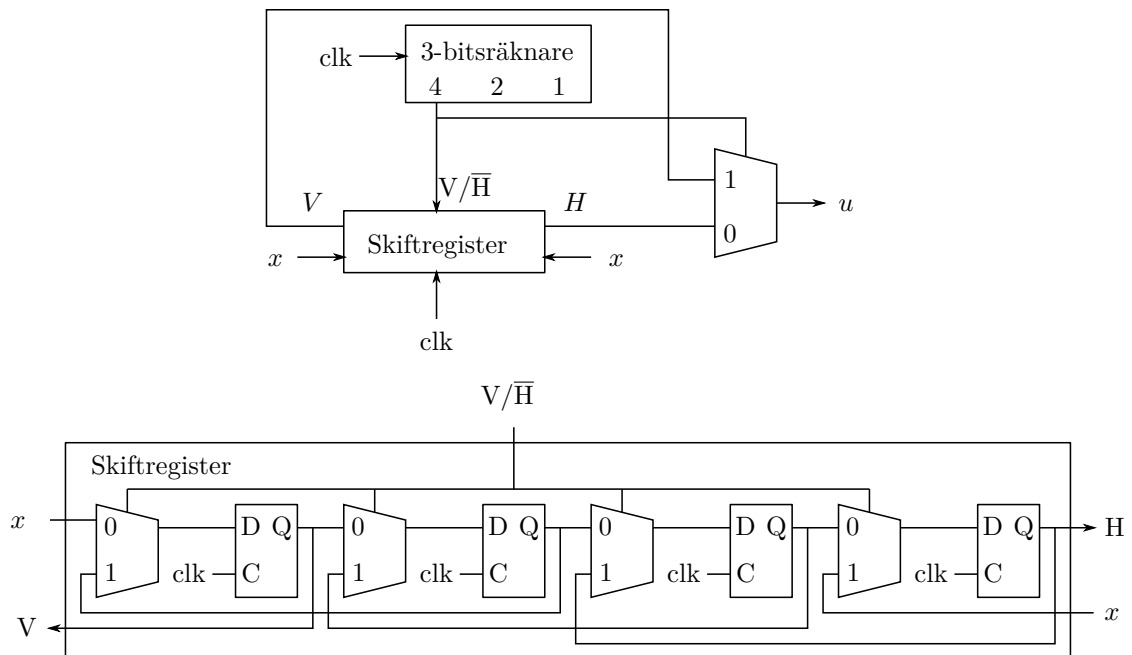 3-bitsräknare
clk
4 2 1
V/H̅
V
H
1
u
0
Skiftregister
x
x
clk
V/H̅
Skiftregister
x
0 D Q 0 D Q 0 D Q 0 D Q H
1 clk C 1 clk C 1 clk C 1 clk C
x
V